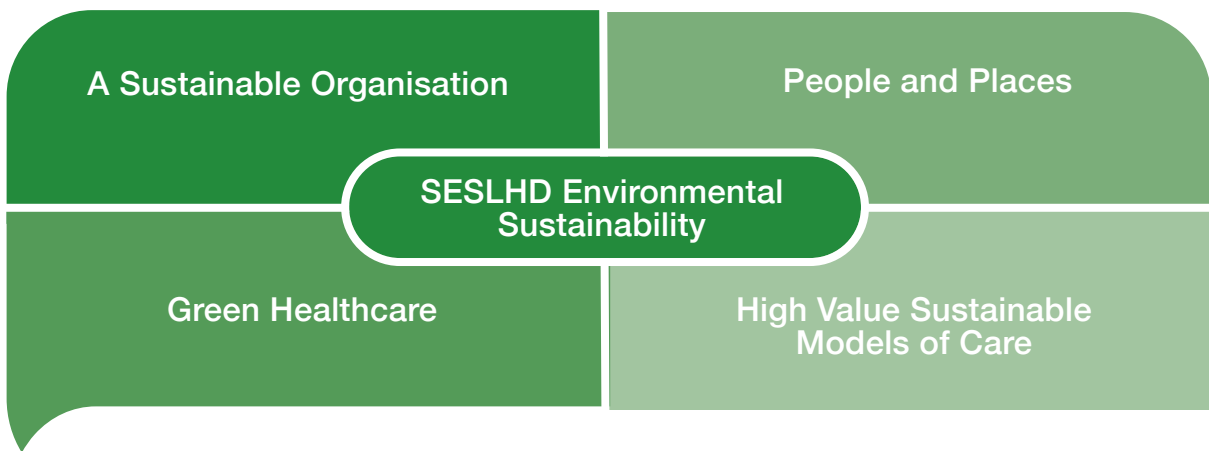 A Sustainable Organisation
People and Places
SESLHD Environmental
Sustainability
Green Healthcare
High Value Sustainable
Models of Care